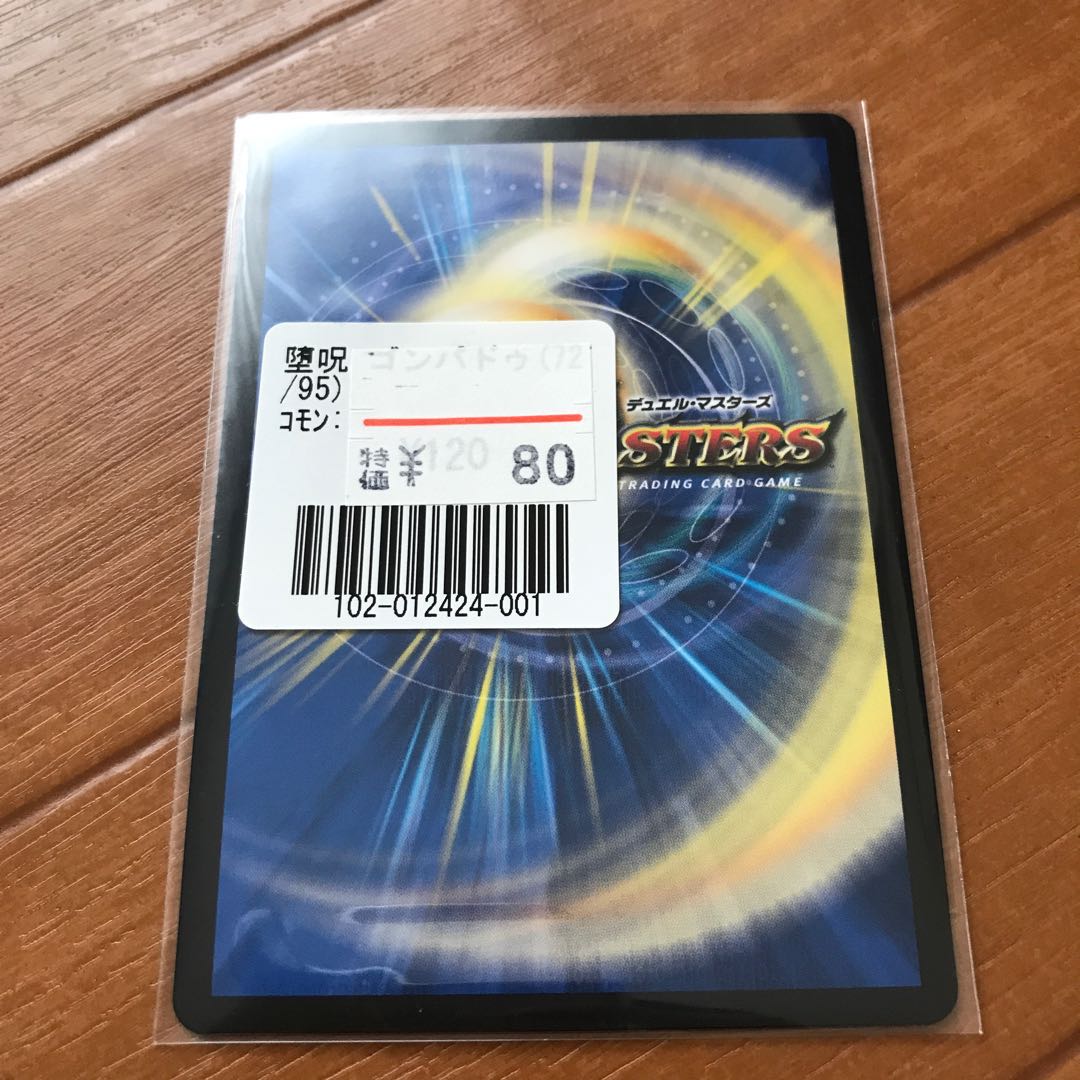 墮呪 ゴンパドゥ(72
/95)
コモン:
¥120
特価 ¥ 80
102-012424-001
デュエル・マスターズ
STERS
TRADING CARD GAME